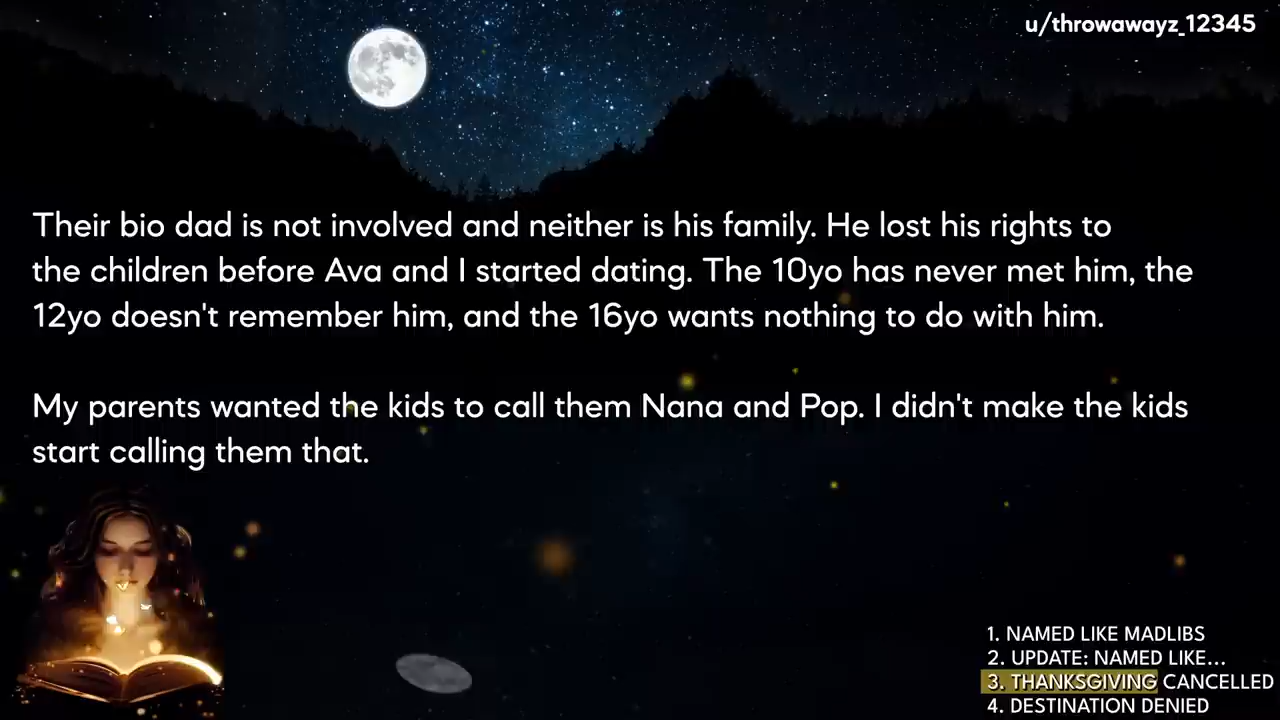 u/throwawayz_12345
Their bio dad is not involved and neither is his family. He lost his rights to
the children before Ava and I started dating. The 10yo has never met him, the
12yo doesn't remember him, and the 16yo wants nothing to do with him.
My parents wanted the kids to call them Nana and Pop. I didn't make the kids
start calling them that.
1. NAMED LIKE MADLIBS
2. UPDATE: NAMED LIKE...
3. THANKSGIVING CANCELLED
4. DESTINATION DENIED